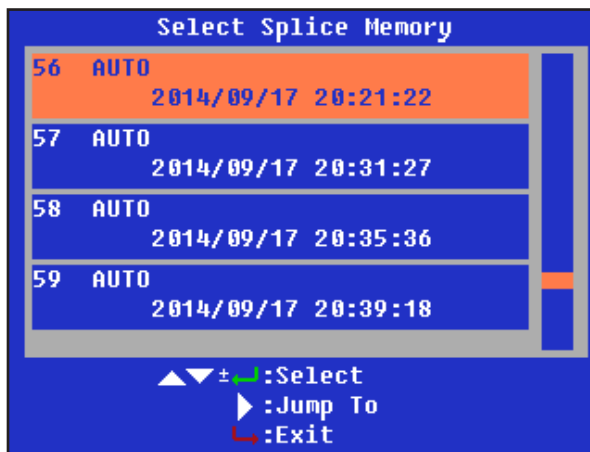 Select Splice Memory
56 AUTO
2014/09/17 20:21:22
57 AUTO
2014/09/17 20:31:27
58 AUTO
2014/09/17 20:35:36
59 AUTO
2014/09/17 20:39:18
±:Select
:Jump To
:Exit